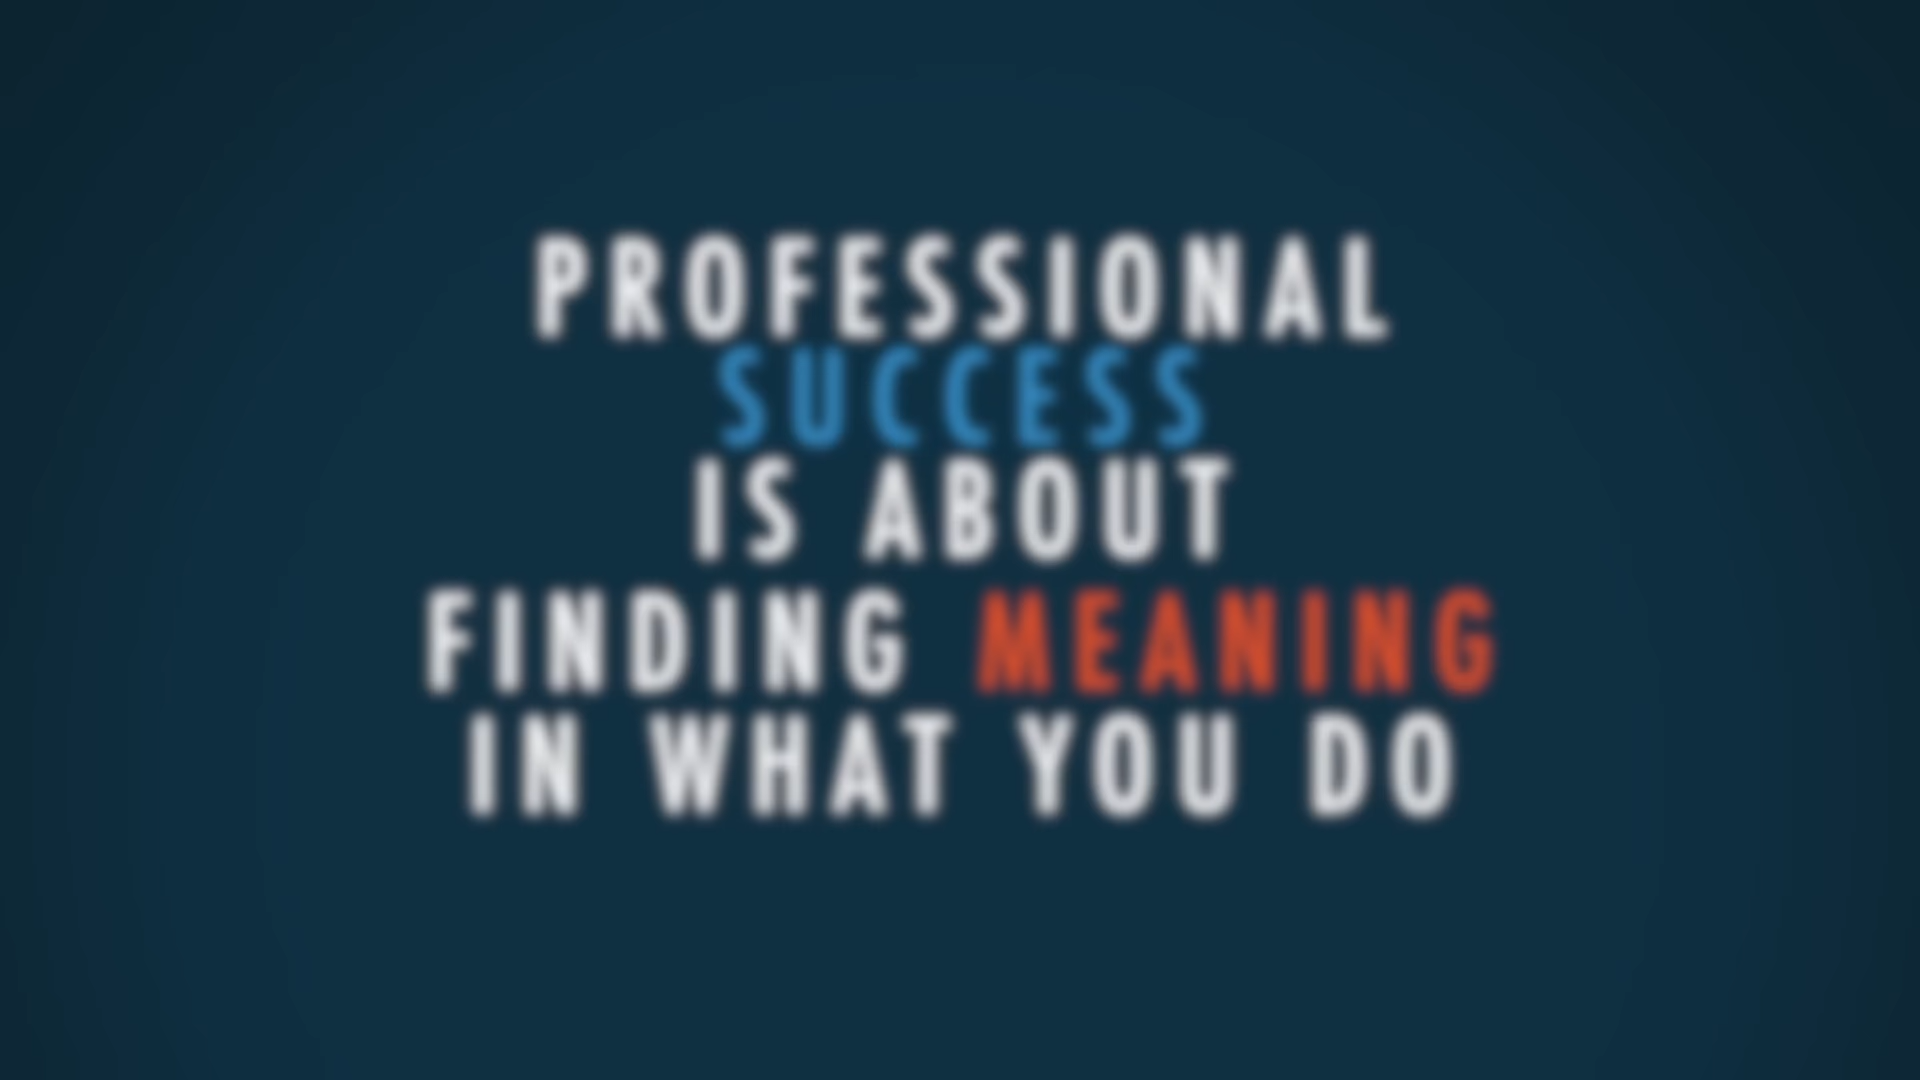 PROFESSIONAL
SUCCESS
IS ABOUT
FINDING MEANING
IN WHAT YOU DO